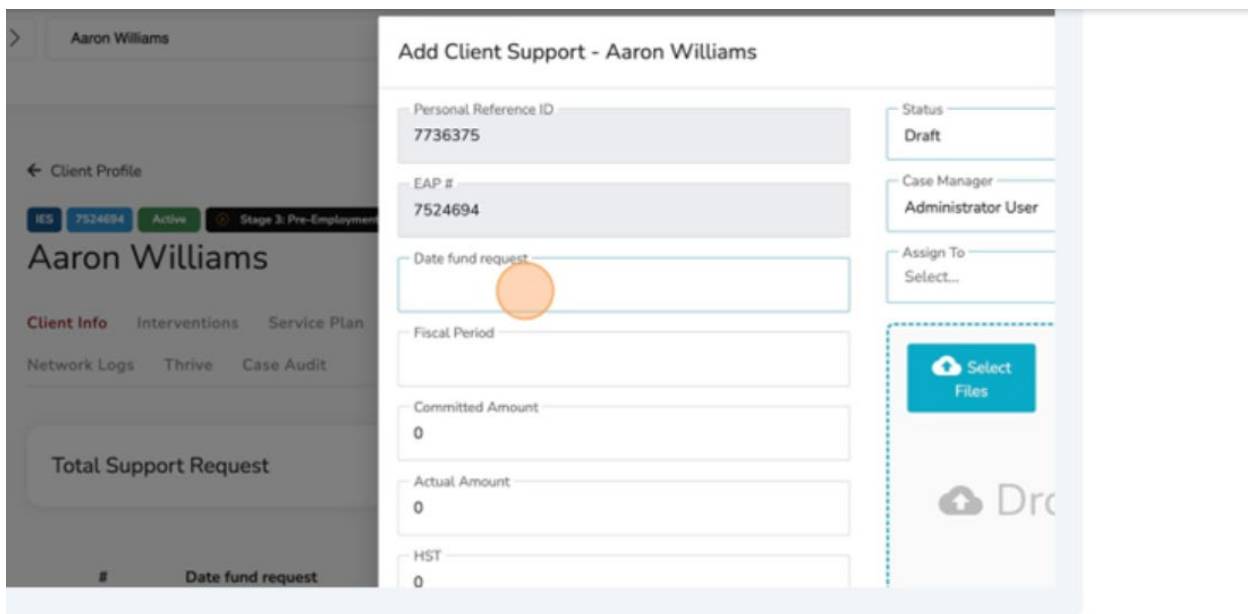 Aaron Williams
Client Profile
IES 7524694 Active Stage 3: Pre-Employment
Aaron Williams
Client Info Interventions Service Plan
Network Logs Thrive Case Audit
Total Support Request
# Date fund request
Add Client Support - Aaron Williams
Personal Reference ID
7736375
EAP #
7524694
Date fund request
Fiscal Period
Committed Amount
0
Actual Amount
0
HST
0
Status
Draft
Case Manager
Administrator User
Assign To
Select...
Select
Files
Dro